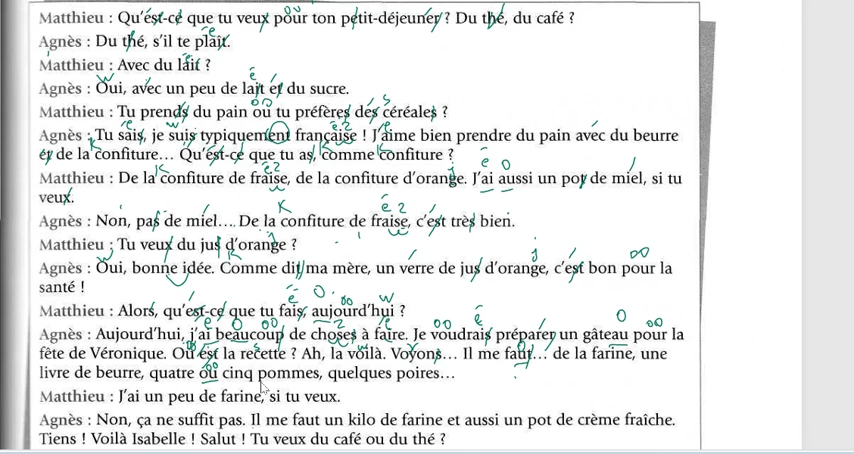 Matthieu : Qu'est-ce que tu veux pour ton petit-déjeuner ? Du thé, du café ?
Agnès : Du thé, s'il te plaît.
Matthieu : Avec du lait ?
Agnès : Oui, avec un peu de lait et du sucre.
Matthieu : Tu prends du pain ou tu préfères des céréales ?
Agnès : Tu sais, je suis typiquement française ! J'aime bien prendre du pain avec du beurre
et de la confiture… Qu'est-ce que tu as, comme confiture ?
Matthieu : De la confiture de fraise, de la confiture d'orange. J'ai aussi un pot de miel, si tu
veux.
Agnès : Non, pas de miel… De la confiture de fraise, c'est très bien.
Matthieu : Tu veux du jus d'orange ?
Agnès : Oui, bonne idée. Comme dit ma mère, un verre de jus d'orange, c'est bon pour la
santé !
Matthieu : Alors, qu'est-ce que tu fais, aujourd'hui ?
Agnès : Aujourd'hui, j'ai beaucoup de choses à faire. Je voudrais préparer un gâteau pour la
fête de Véronique. Où est la recette ? Ah, la voilà. Voyons… Il me faut… de la farine, une
livre de beurre, quatre ou cinq pommes, quelques poires…
Matthieu : J'ai un peu de farine, si tu veux.
Agnès : Non, ça ne suffit pas. Il me faut un kilo de farine et aussi un pot de crème fraîche.
Tiens ! Voilà Isabelle ! Salut ! Tu veux du café ou du thé ?